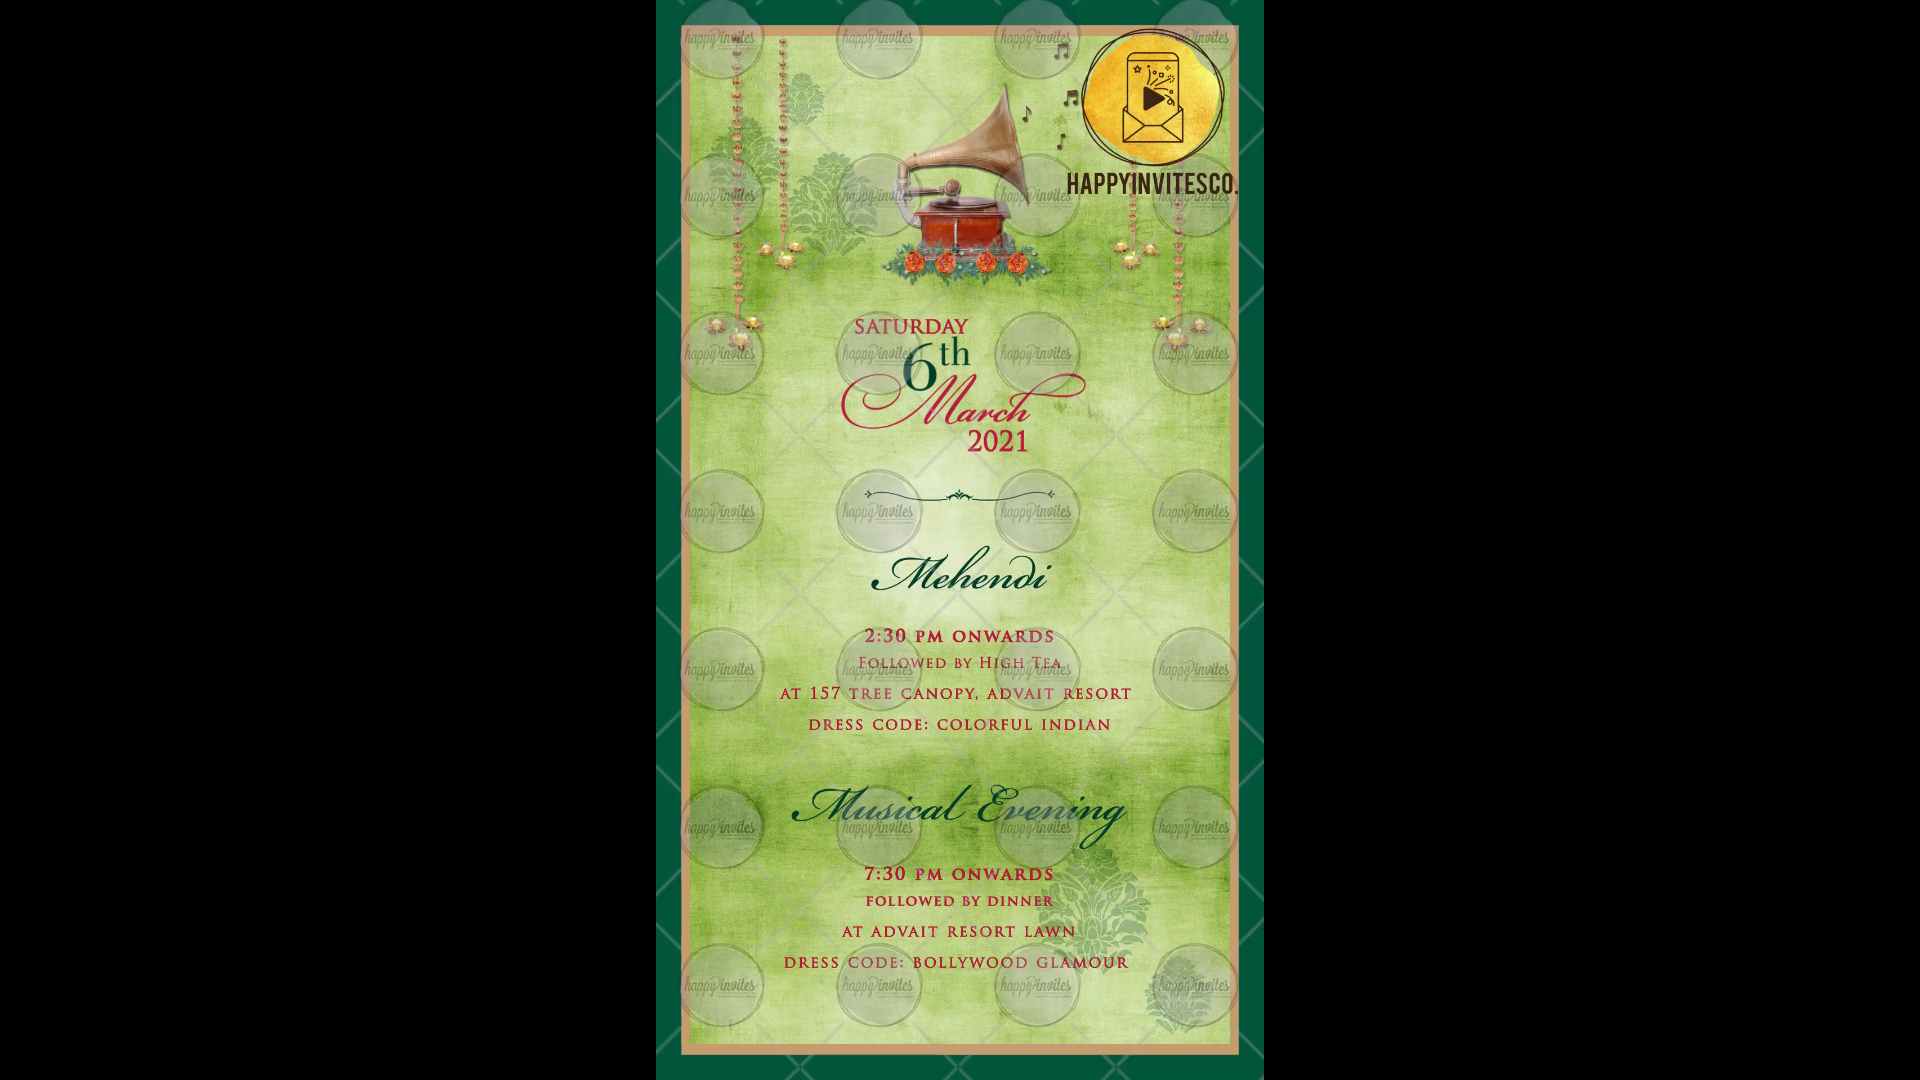 HAPPYINVITESCO.
SATURDAY
6th
March
2021
Mehendi
2:30 PM ONWARDS
FOLLOWED BY HIGH TEA
AT 157 TREE CANOPY, ADVAIT RESORT
DRESS CODE: COLORFUL INDIAN
Musical Evening
7:30 PM ONWARDS
FOLLOWED BY DINNER
AT ADVAIT RESORT LAWN
DRESS CODE: BOLLYWOOD GLAMOUR
happy invites